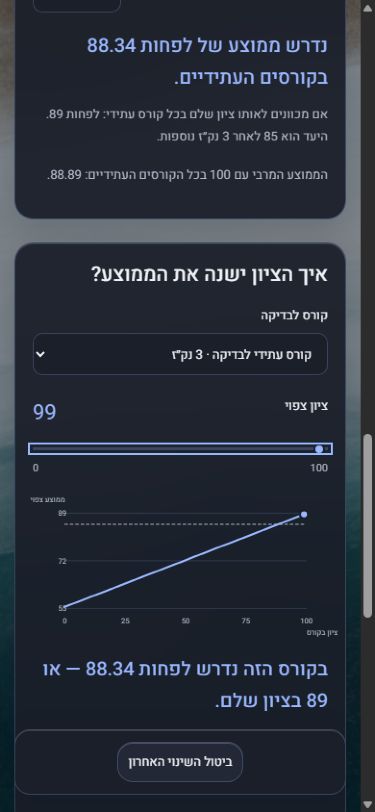 נדרש ממוצע של לפחות 88.34
בקורסים העתידיים.
אם מכוונים לאותו ציון שלם בכל קורס עתידי: לפחות 89.
היעד הוא 85 לאחר 3 נק״ז נוספות.
הממוצע המרבי עם 100 בכל הקורסים העתידיים: 88.89.
איך הציון ישנה את הממוצע?
קורס לבדיקה
קורס עתידי לבדיקה · 3 נק״ז
ציון צפוי
99
0
100
ממוצע צפוי
89
72
55
0
25
50
75
100
ציון בקורס
בקורס הזה נדרש לפחות 88.34 — או
89 בציון שלם.
ביטול השינוי האחרון